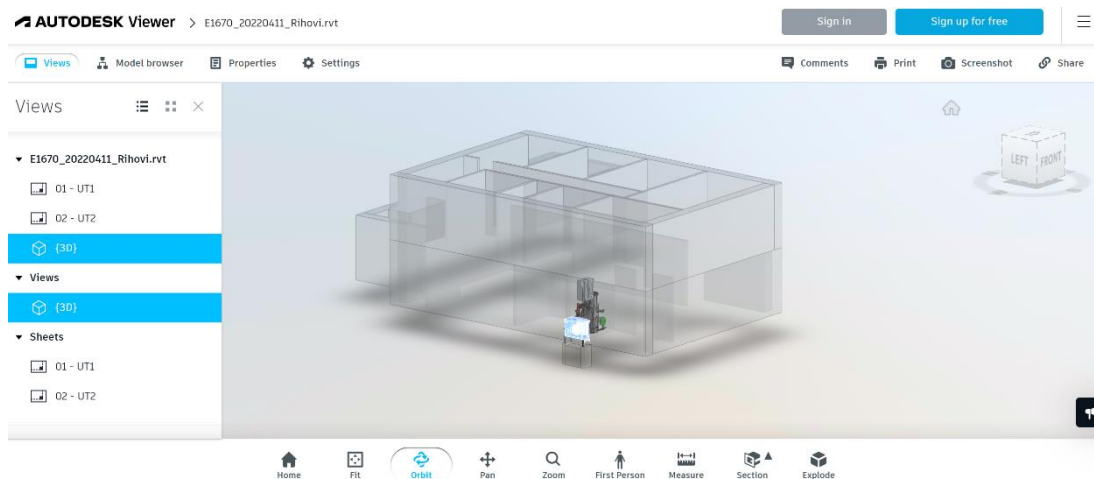 AUTODESK Viewer > E1670_20220411_Rihovi.rvt
Sign in
Sign up for free
Views
Model browser
Properties
Settings
Comments
Print
Screenshot
Share
Views
E1670_20220411_Rihovi.rvt
01 - UT1
02 - UT2
{3D}
Views
{3D}
Sheets
01 - UT1
02 - UT2
LEFT
FRONT
Home
Fit
Orbit
Pan
Zoom
First Person
Measure
Section
Explode